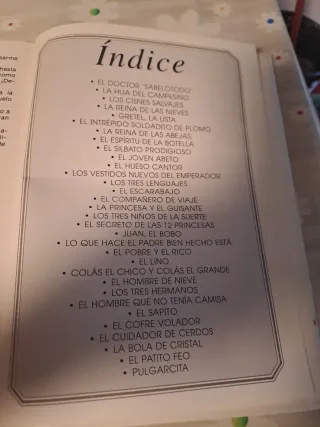 Índice
• EL DOCTOR "SABELOTODO"
• LA HIJA DEL CAMPESINO
• LOS CISNES SALVAJES
• LA REINA DE LAS NIEVES
• GRETEL, LA LISTA
• EL INTRÉPIDO SOLDADITO DE PLOMO
• LA REINA DE LAS ABEJAS
• EL ESPÍRITU DE LA BOTELLA
• EL SILBATO PRODIGIOSO
• EL JOVEN ABETO
• EL HUESO CANTOR
• LOS VESTIDOS NUEVOS DEL EMPERADOR
• LOS TRES LENGUAJES
• EL ESCARABAJO
• EL COMPAÑERO DE VIAJE
• LA PRINCESA Y EL GUISANTE
• LOS TRES NIÑOS DE LA SUERTE
• EL SECRETO DE LAS 12 PRINCESAS
• JUAN, EL BOBO
• LO QUE HACE EL PADRE BIEN HECHO ESTÁ
• EL POBRE Y EL RICO
• EL LINO
• COLÁS EL CHICO Y COLÁS EL GRANDE
• EL HOMBRE DE NIEVE
• LOS TRES HERMANOS
• EL HOMBRE QUE NO TENÍA CAMISA
• EL SAPITO
• EL COFRE VOLADOR
• EL CUIDADOR DE CERDOS
• LA BOLA DE CRISTAL
• EL PATITO FEO
• PULGARCITA